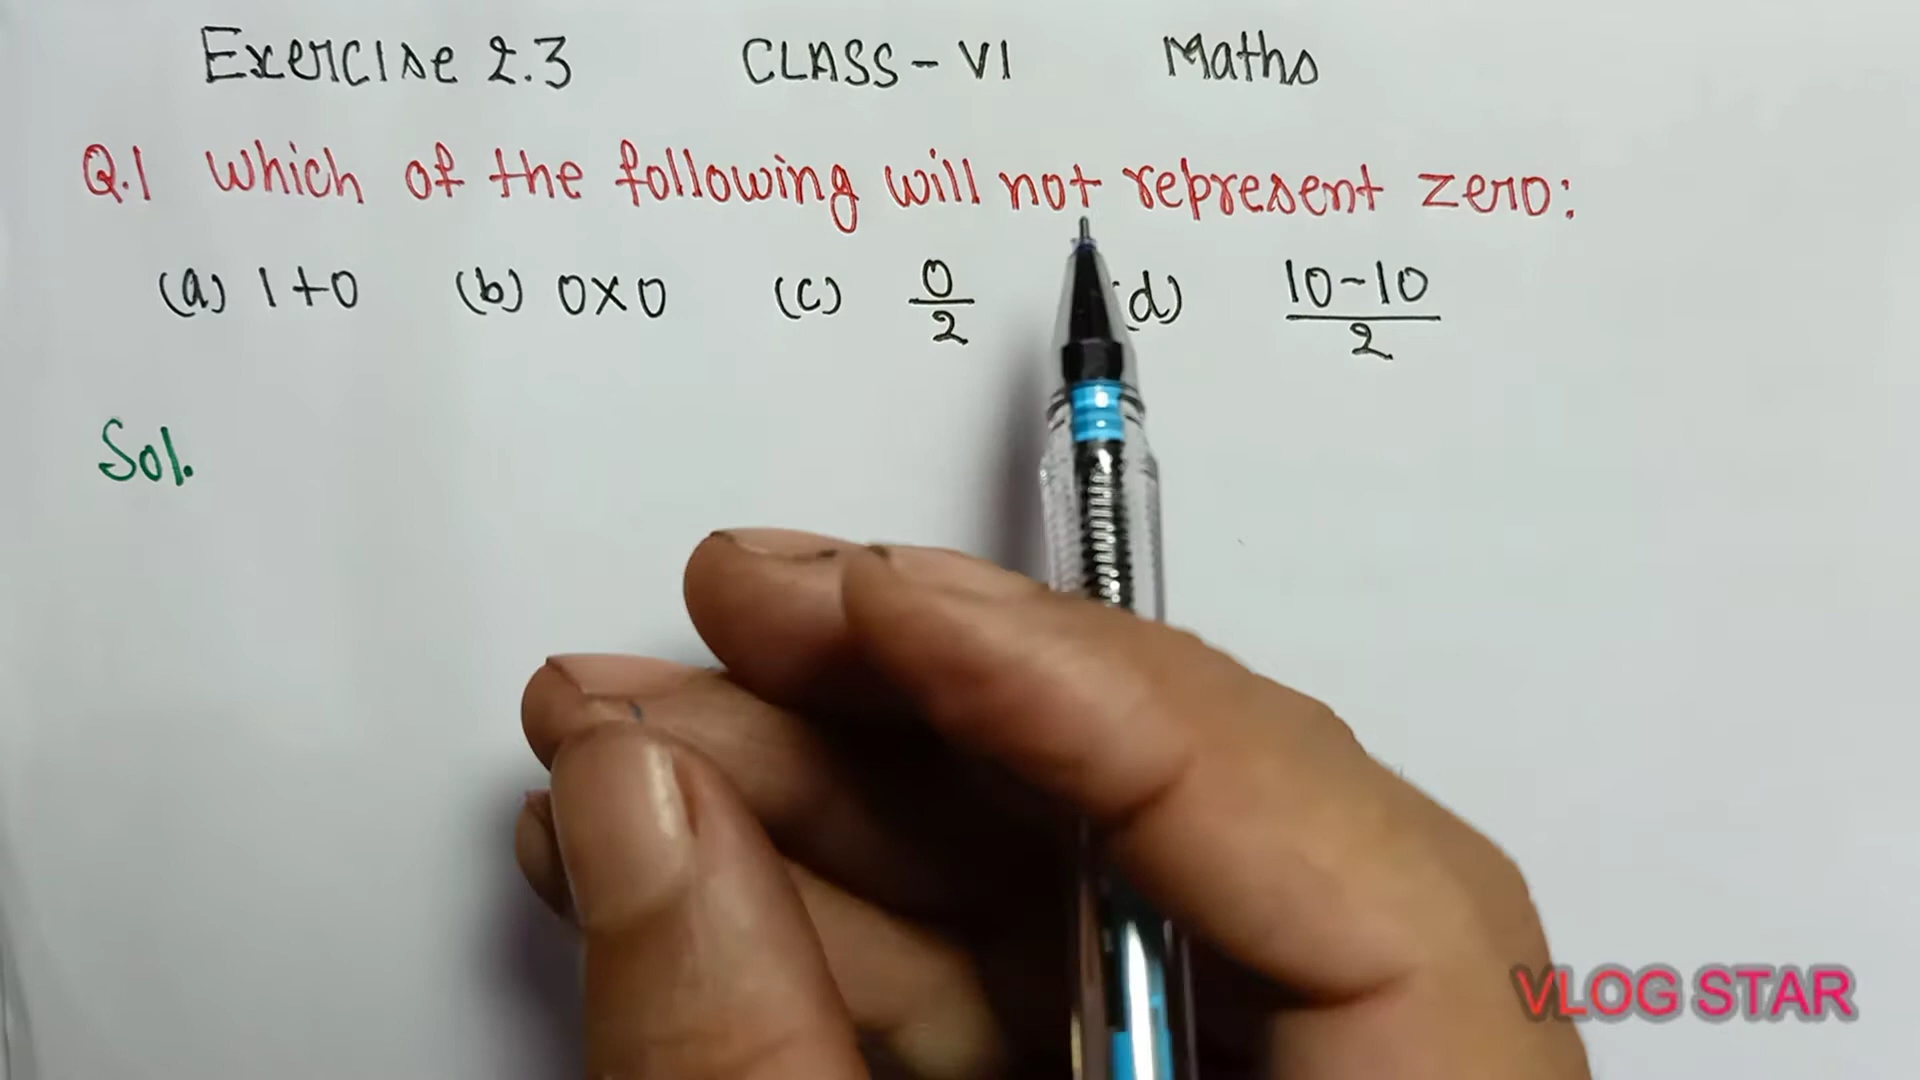 Exercise 2.3 CLASS - VI Maths
Q.1 Which of the following will not represent zero:
(a) 1+0 (b) 0×0 (c) 0/2 (d) 10-10/2
Sol.
VLOG STAR